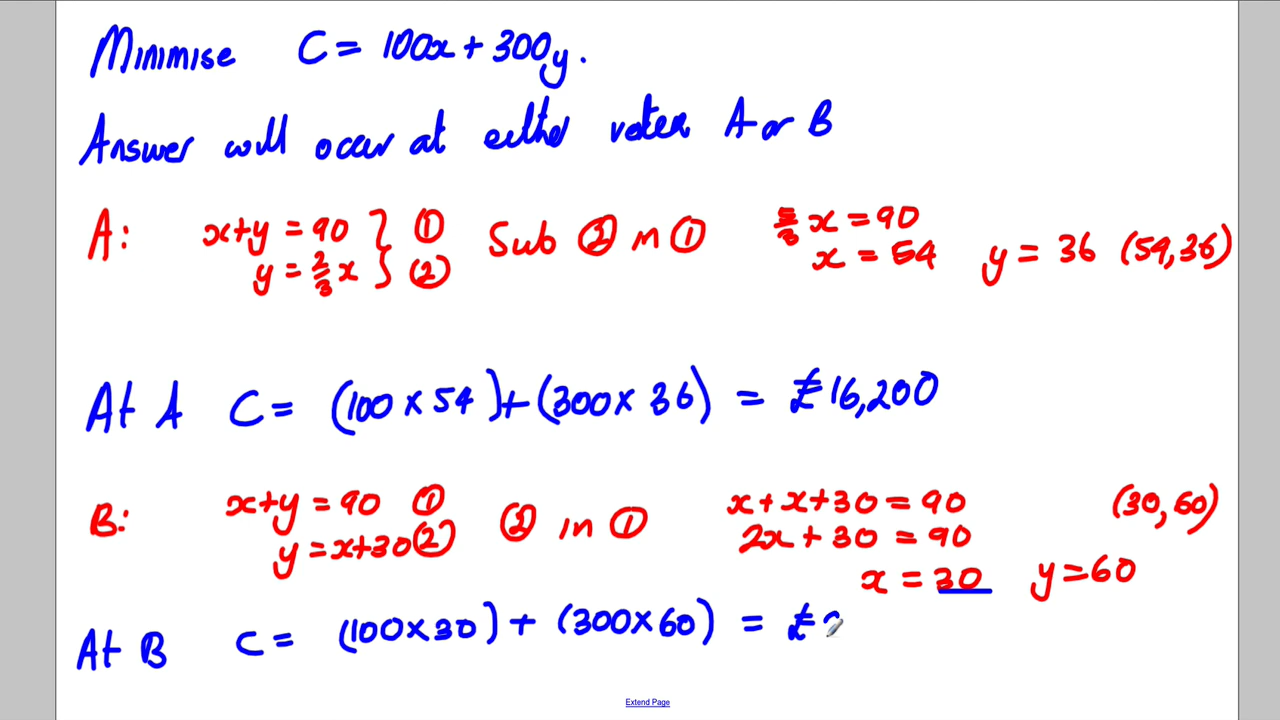 Minimise C = 100x + 300y.
Answer will occur at either vertex A or B
A: x+y = 90 } ① Sub ② in ① 5/3 x = 90
y = 2/3 x } ② x = 54 y = 36 (54,36)
At A C = (100 × 54) + (300 × 36) = £16,200
B: x+y = 90 ① ② in ① x + x + 30 = 90 (30,60)
y = x+30 ② 2x + 30 = 90
x = 30 y = 60
At B C = (100×30) + (300×60) = £2
Extend Page